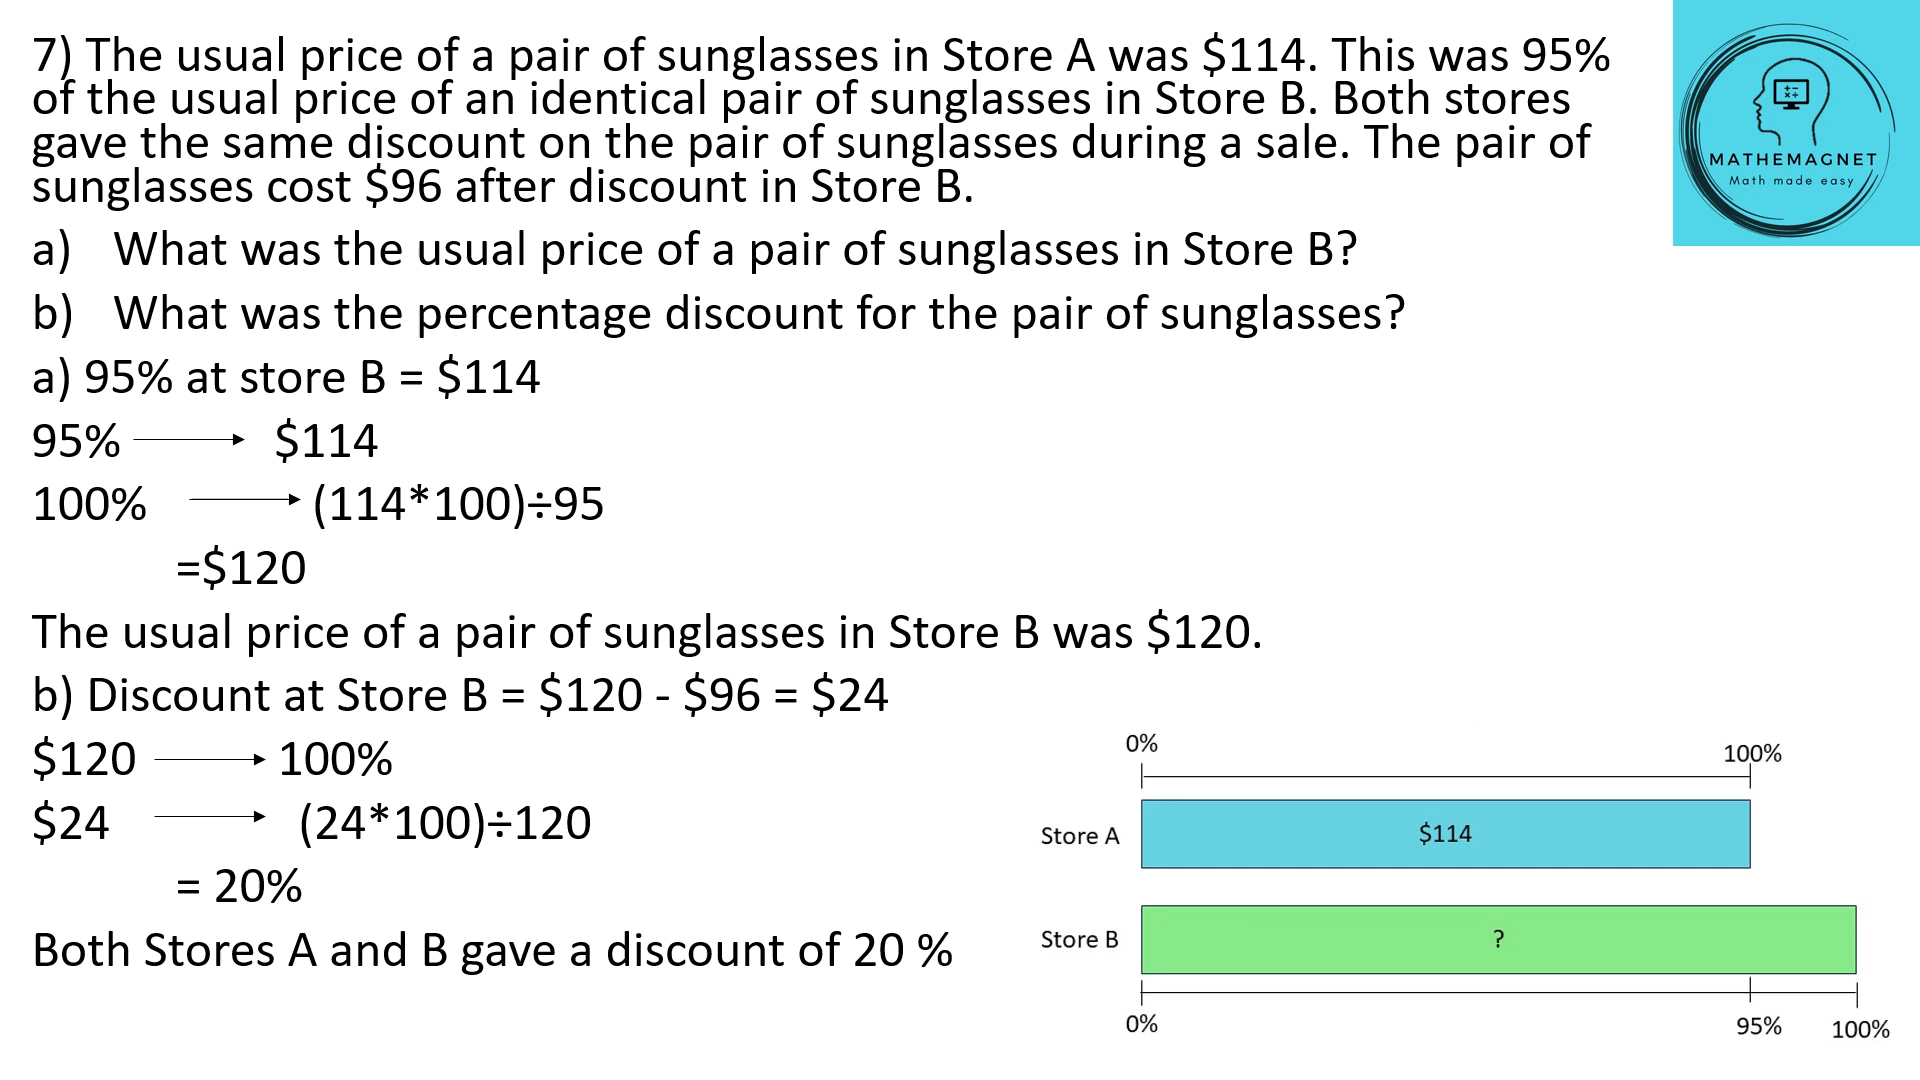 7) The usual price of a pair of sunglasses in Store A was $114. This was 95%
of the usual price of an identical pair of sunglasses in Store B. Both stores
gave the same discount on the pair of sunglasses during a sale. The pair of
sunglasses cost $96 after discount in Store B.
a) What was the usual price of a pair of sunglasses in Store B?
b) What was the percentage discount for the pair of sunglasses?
a) 95% at store B = $114
95% → $114
100% → (114*100)÷95
=$120
The usual price of a pair of sunglasses in Store B was $120.
b) Discount at Store B = $120 - $96 = $24
$120 → 100%
$24 → (24*100)÷120
= 20%
Both Stores A and B gave a discount of 20 %
MATHEMAGNET
Math made easy
0%
100%
Store A
$114
Store B
?
0%
95%
100%